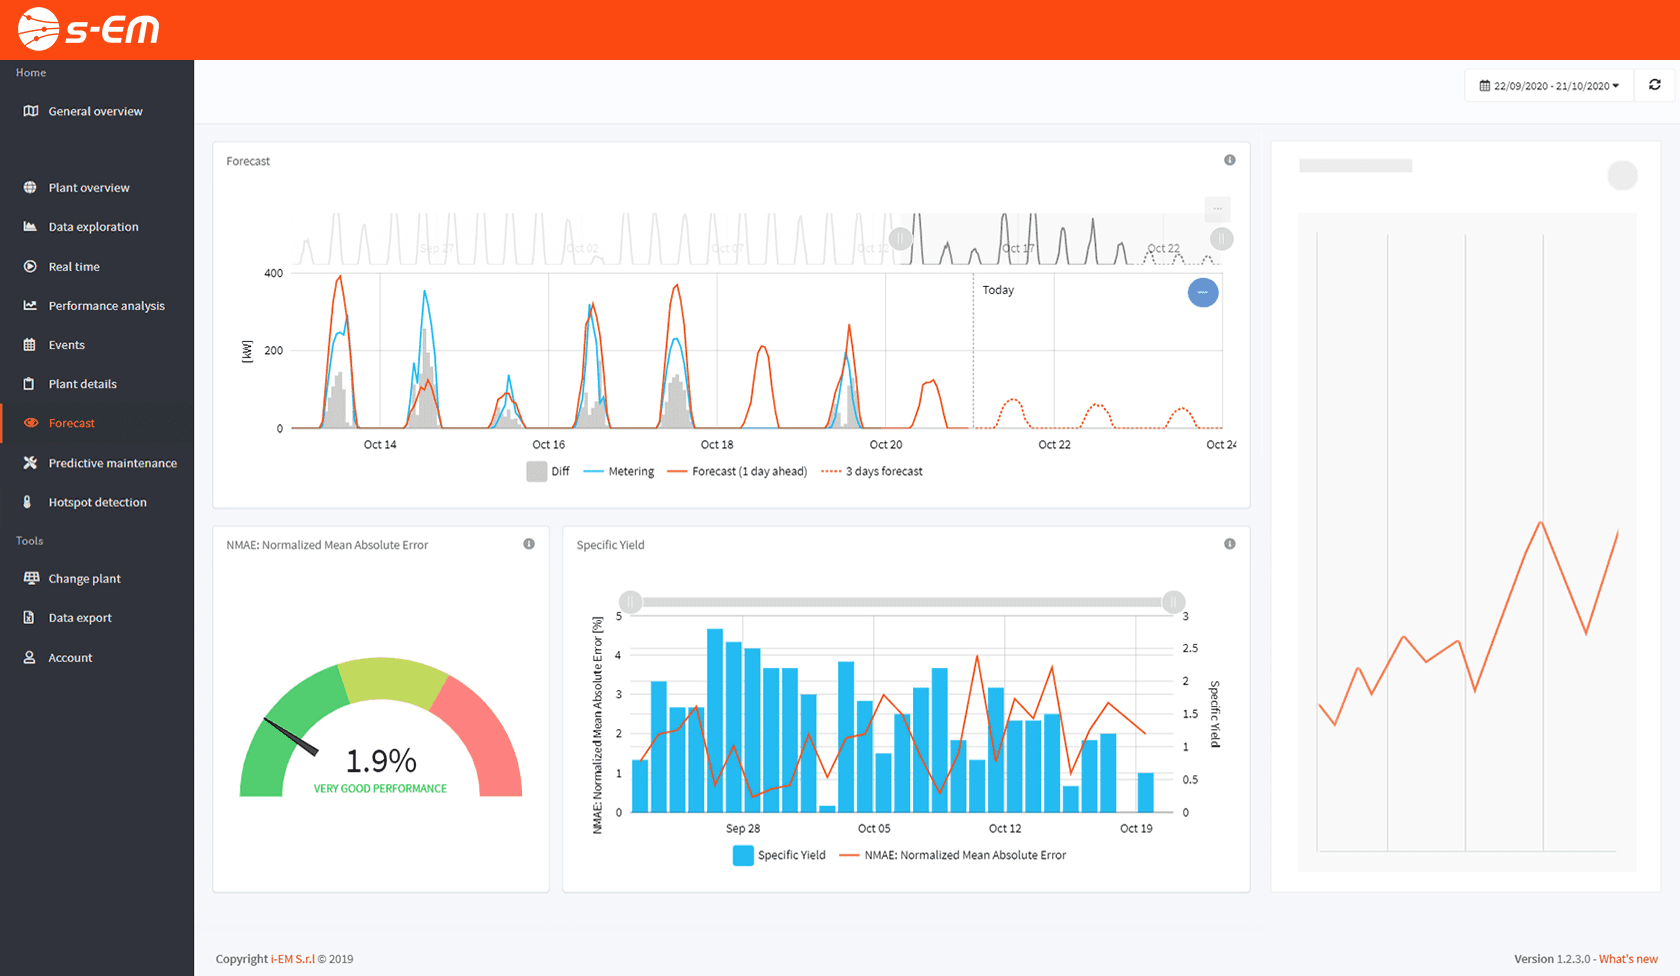 s-EM
Home
General overview
Plant overview
Data exploration
Real time
Performance analysis
Events
Plant details
Forecast
Predictive maintenance
Hotspot detection
Tools
Change plant
Data export
Account
22/09/2020 - 21/10/2020
Forecast
...
Sep 27 Oct 02 Oct 07 Oct 12 Oct 17 Oct 22
400
200
0
[kW]
Today
Oct 14 Oct 16 Oct 18 Oct 20 Oct 22 Oct 24
Diff Metering Forecast (1 day ahead) 3 days forecast
NMAE: Normalized Mean Absolute Error
1.9%
VERY GOOD PERFORMANCE
Specific Yield
NMAE: Normalized Mean Absolute Error [%]
5
4
3
2
1
0
3
2.5
2
1.5
1
0.5
0
Specific Yield
Sep 28 Oct 05 Oct 12 Oct 19
Specific Yield NMAE: Normalized Mean Absolute Error
Copyright i-EM S.r.l © 2019
Version 1.2.3.0 - What's new